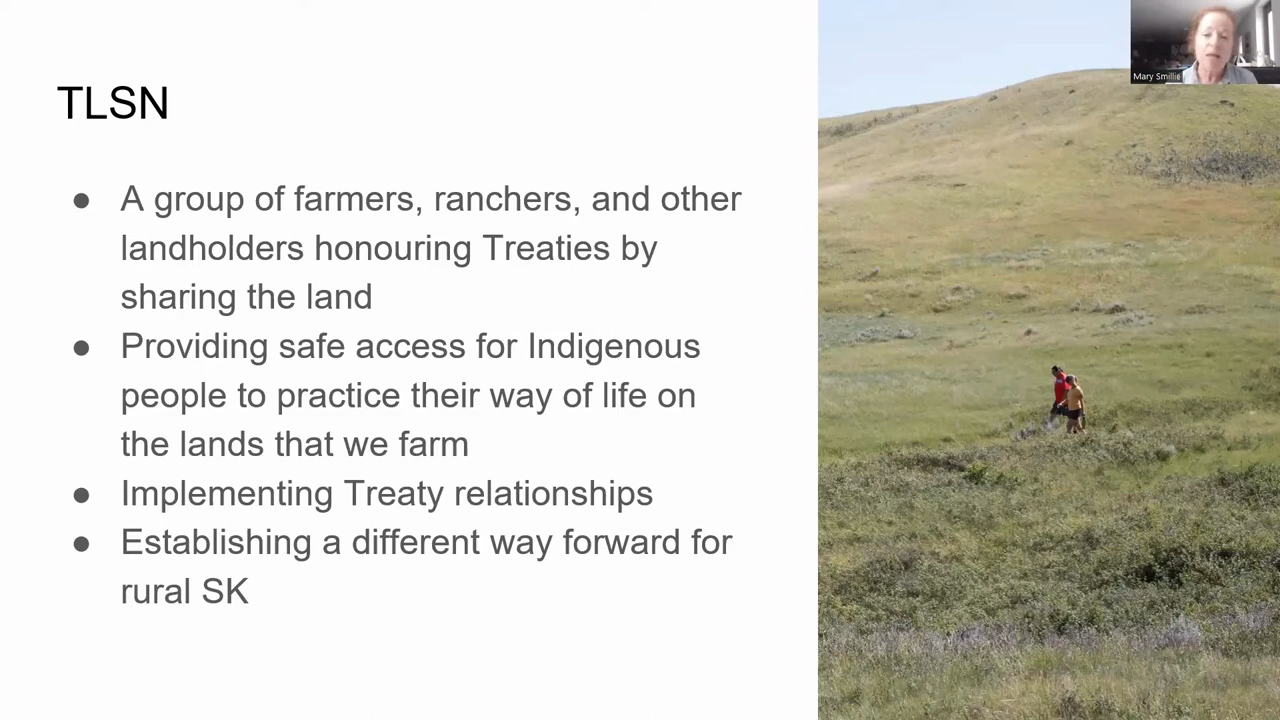 TLSN
● A group of farmers, ranchers, and other
landholders honouring Treaties by
sharing the land
● Providing safe access for Indigenous
people to practice their way of life on
the lands that we farm
● Implementing Treaty relationships
● Establishing a different way forward for
rural SK
Mary Smillie